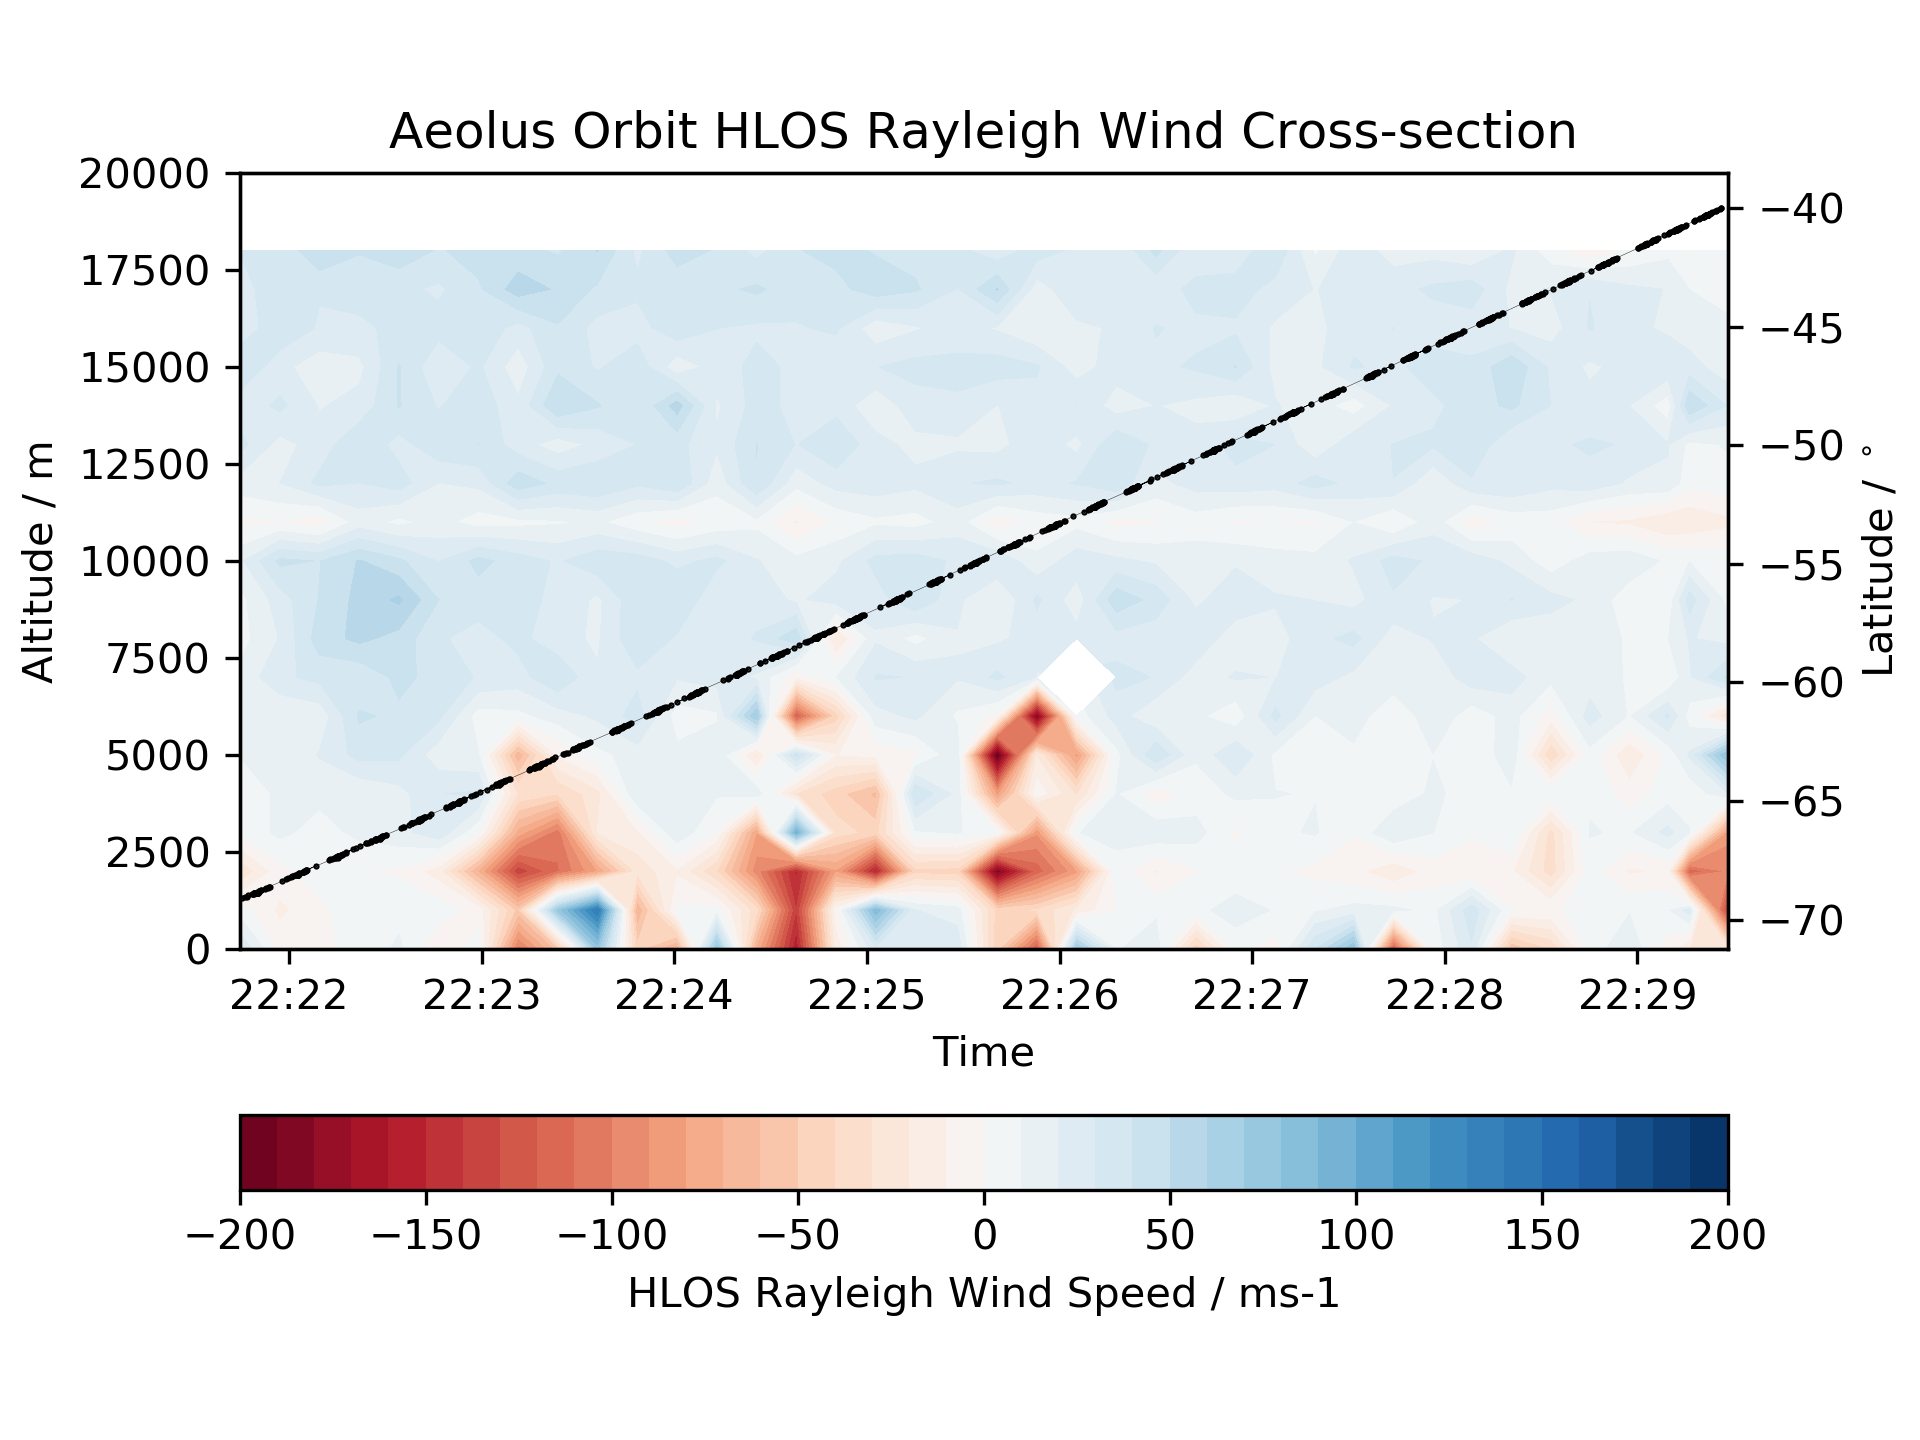 Aeolus Orbit HLOS Rayleigh Wind Cross-section
20000
17500
15000
12500
10000
7500
5000
2500
0
Altitude / m
−40
−45
−50
−55
−60
−65
−70
Latitude / °
22:22 22:23 22:24 22:25 22:26 22:27 22:28 22:29
Time
−200 −150 −100 −50 0 50 100 150 200
HLOS Rayleigh Wind Speed / ms-1